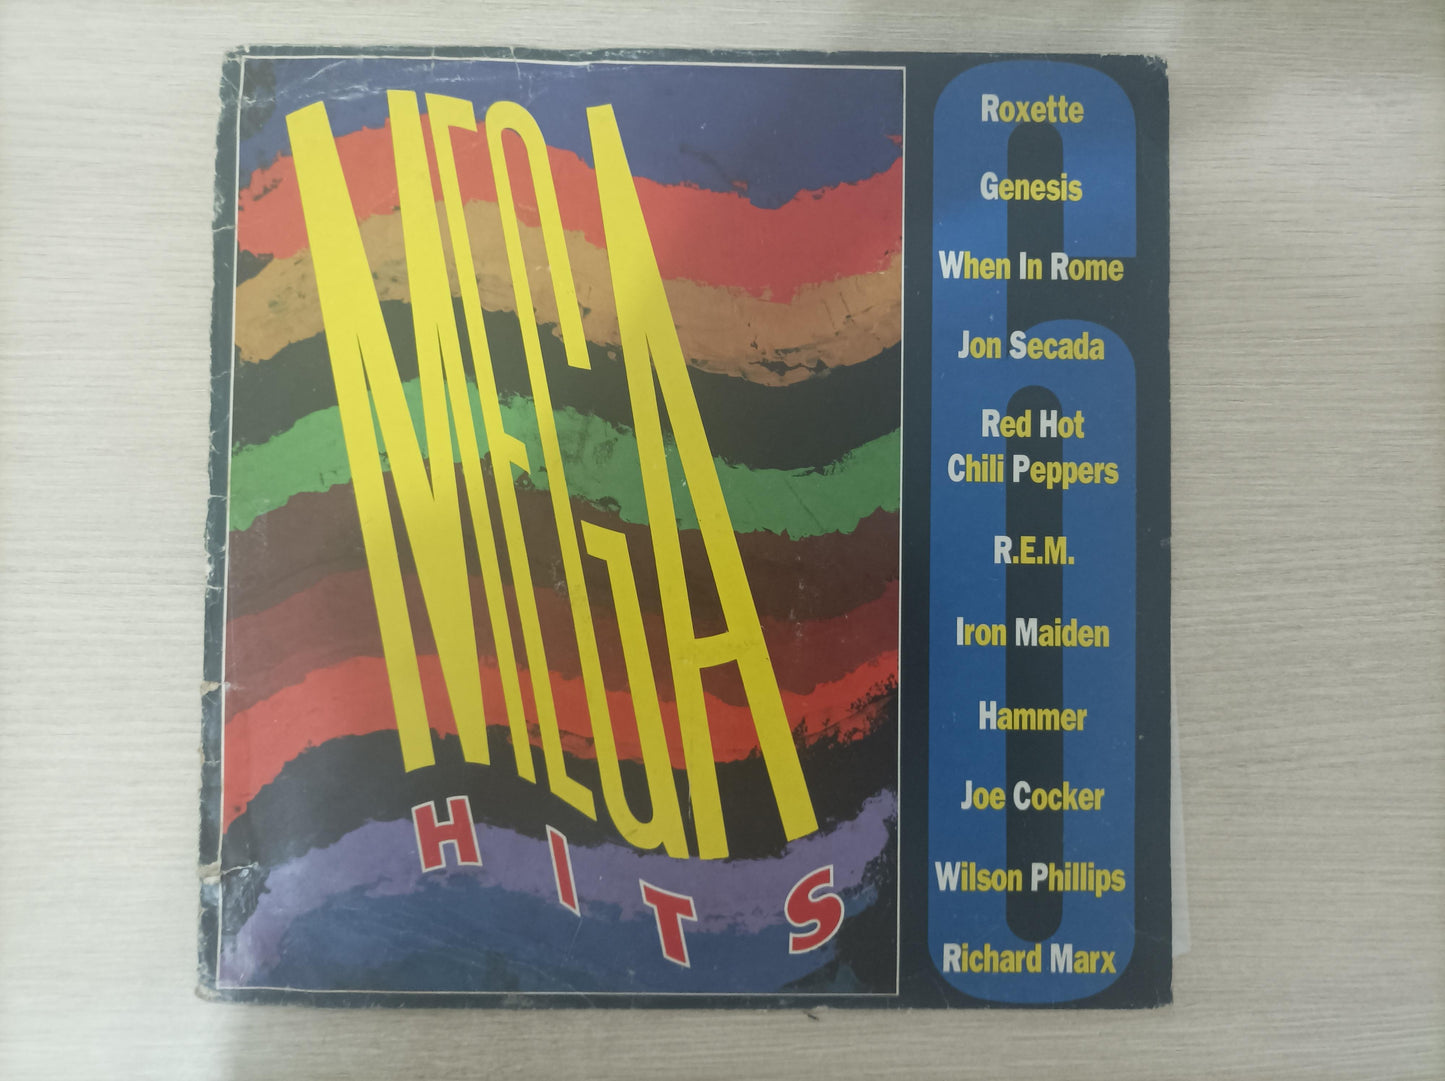 MEGA
HITS
6
Roxette
Genesis
When In Rome
Jon Secada
Red Hot
Chili Peppers
R.E.M.
Iron Maiden
Hammer
Joe Cocker
Wilson Phillips
Richard Marx